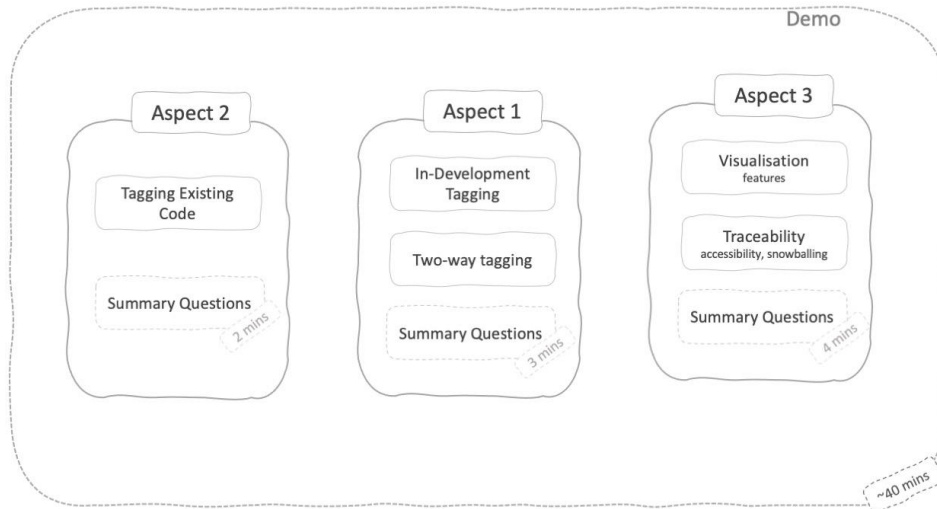 Demo
Aspect 2
Tagging Existing
Code
Summary Questions
2 mins
Aspect 1
In-Development
Tagging
Two-way tagging
Summary Questions
3 mins
Aspect 3
Visualisation
features
Traceability
accessibility, snowballing
Summary Questions
4 mins
~40 mins